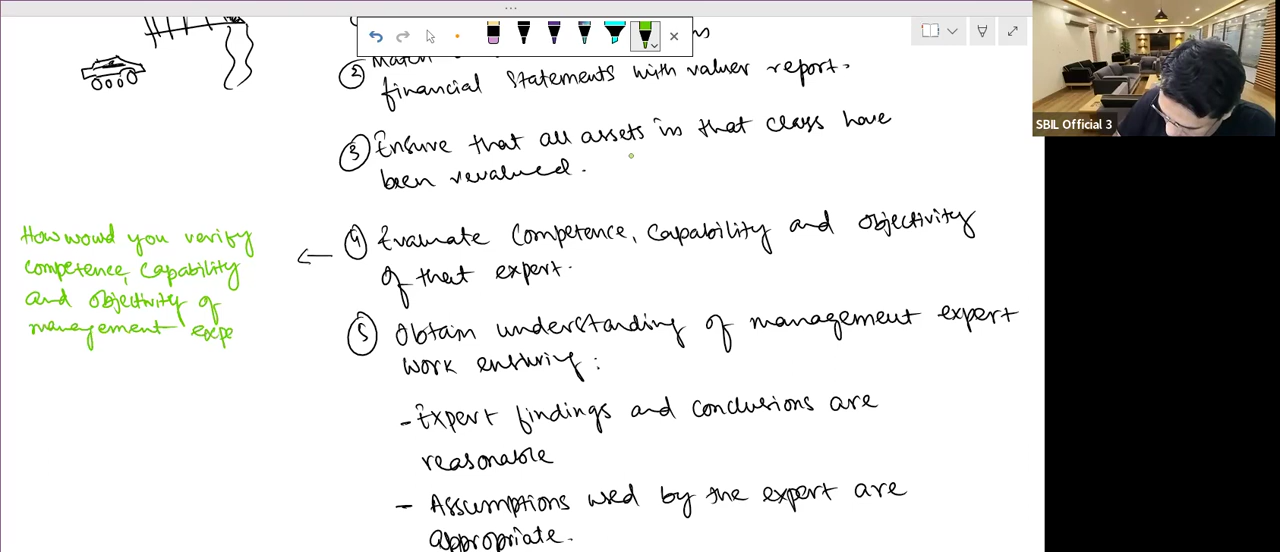 ② financial statements with valuer report.
③ Ensure that all assets in that class have
been revalued.
④ Evaluate competence, capability and objectivity
of that expert.
⑤ Obtain understanding of management expert
work ensuring:
- Expert findings and conclusions are
reasonable
- Assumptions used by the expert are
appropriate.
How would you verify
competence, capability
and objectivity of
management expe
SBIL Official 3